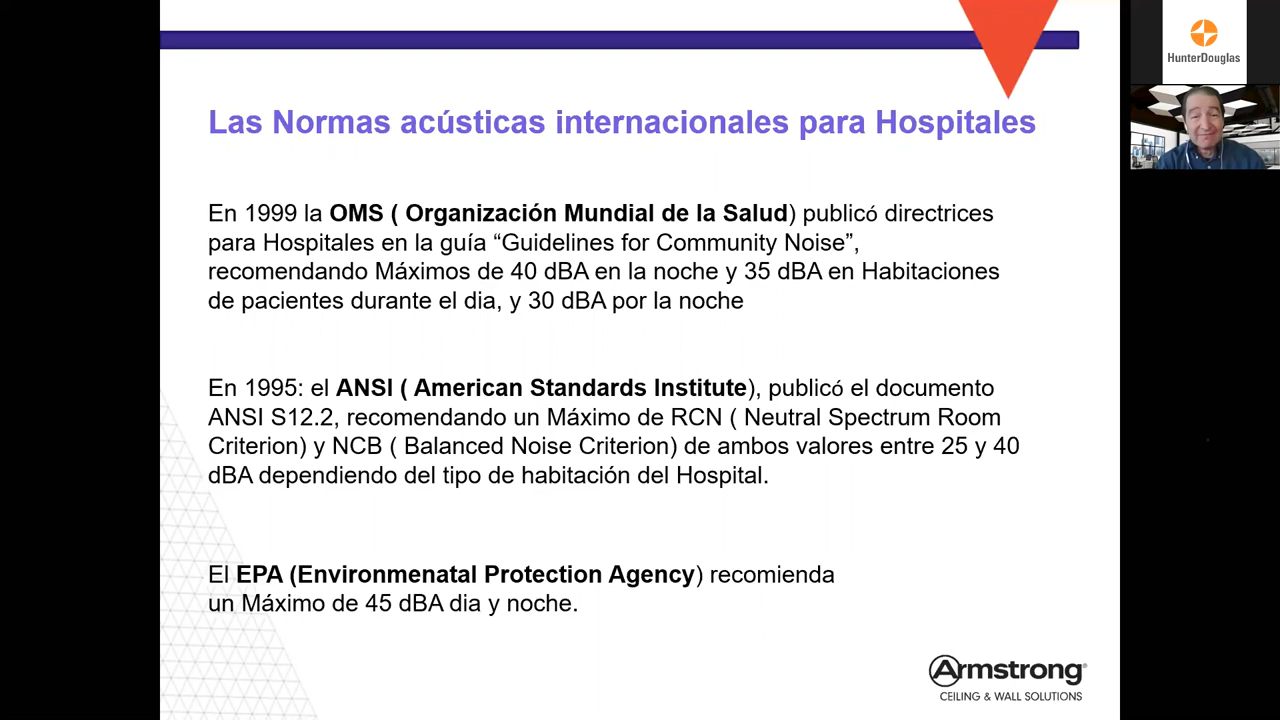 Las Normas acústicas internacionales para Hospitales
En 1999 la OMS ( Organización Mundial de la Salud) publicó directrices
para Hospitales en la guía “Guidelines for Community Noise”,
recomendando Máximos de 40 dBA en la noche y 35 dBA en Habitaciones
de pacientes durante el dia, y 30 dBA por la noche
En 1995: el ANSI ( American Standards Institute), publicó el documento
ANSI S12.2, recomendando un Máximo de RCN ( Neutral Spectrum Room
Criterion) y NCB ( Balanced Noise Criterion) de ambos valores entre 25 y 40
dBA dependiendo del tipo de habitación del Hospital.
El EPA (Environmenatal Protection Agency) recomienda
un Máximo de 45 dBA dia y noche.
Armstrong®
CEILING & WALL SOLUTIONS
HunterDouglas